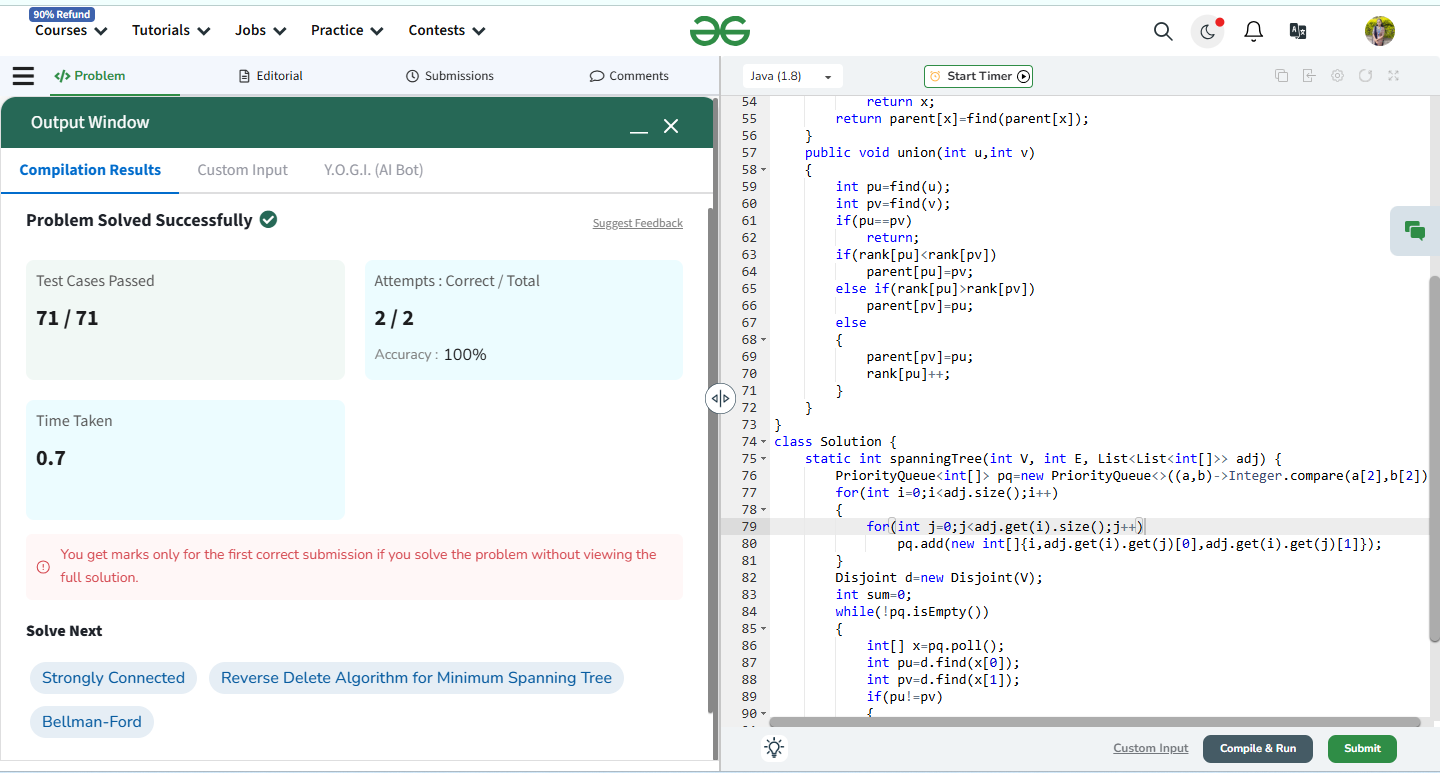 90% Refund
Courses Tutorials Jobs Practice Contests
Problem Editorial Submissions Comments
Output Window
Compilation Results Custom Input Y.O.G.I. (AI Bot)
Problem Solved Successfully
Suggest Feedback
Test Cases Passed
71 / 71
Attempts : Correct / Total
2 / 2
Accuracy : 100%
Time Taken
0.7
You get marks only for the first correct submission if you solve the problem without viewing the
full solution.
Solve Next
Strongly Connected Reverse Delete Algorithm for Minimum Spanning Tree
Bellman-Ford
Java (1.8) Start Timer
54 return x;
55 return parent[x]=find(parent[x]);
56 }
57 public void union(int u,int v)
58 {
59 int pu=find(u);
60 int pv=find(v);
61 if(pu==pv)
62 return;
63 if(rank[pu]<rank[pv])
64 parent[pu]=pv;
65 else if(rank[pu]>rank[pv])
66 parent[pv]=pu;
67 else
68 {
69 parent[pv]=pu;
70 rank[pu]++;
71 }
72 }
73 }
74 class Solution {
75 static int spanningTree(int V, int E, List<List<int[]>> adj) {
76 PriorityQueue<int[]> pq=new PriorityQueue<>((a,b)->Integer.compare(a[2],b[2])
77 for(int i=0;i<adj.size();i++)
78 {
79 for(int j=0;j<adj.get(i).size();j++)
80 pq.add(new int[]{i,adj.get(i).get(j)[0],adj.get(i).get(j)[1]});
81 }
82 Disjoint d=new Disjoint(V);
83 int sum=0;
84 while(!pq.isEmpty())
85 {
86 int[] x=pq.poll();
87 int pu=d.find(x[0]);
88 int pv=d.find(x[1]);
89 if(pu!=pv)
90 {
Custom Input Compile & Run Submit